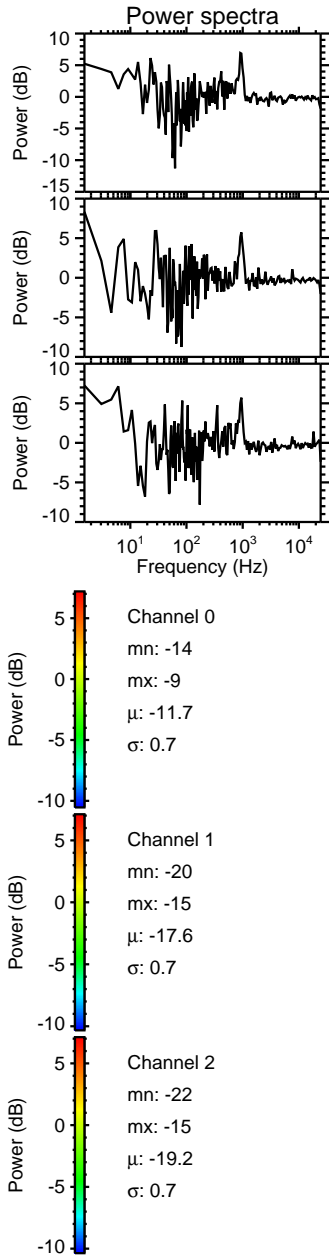 Power spectra
10
5
0
-5
-10
-15
Power (dB)
10
5
0
-5
-10
Power (dB)
10
5
0
-5
-10
Power (dB)
10¹ 10² 10³ 10⁴
Frequency (Hz)
5
0
-5
-10
Power (dB)
Channel 0
mn: -14
mx: -9
μ: -11.7
σ: 0.7
5
0
-5
-10
Power (dB)
Channel 1
mn: -20
mx: -15
μ: -17.6
σ: 0.7
5
0
-5
-10
Power (dB)
Channel 2
mn: -22
mx: -15
μ: -19.2
σ: 0.7